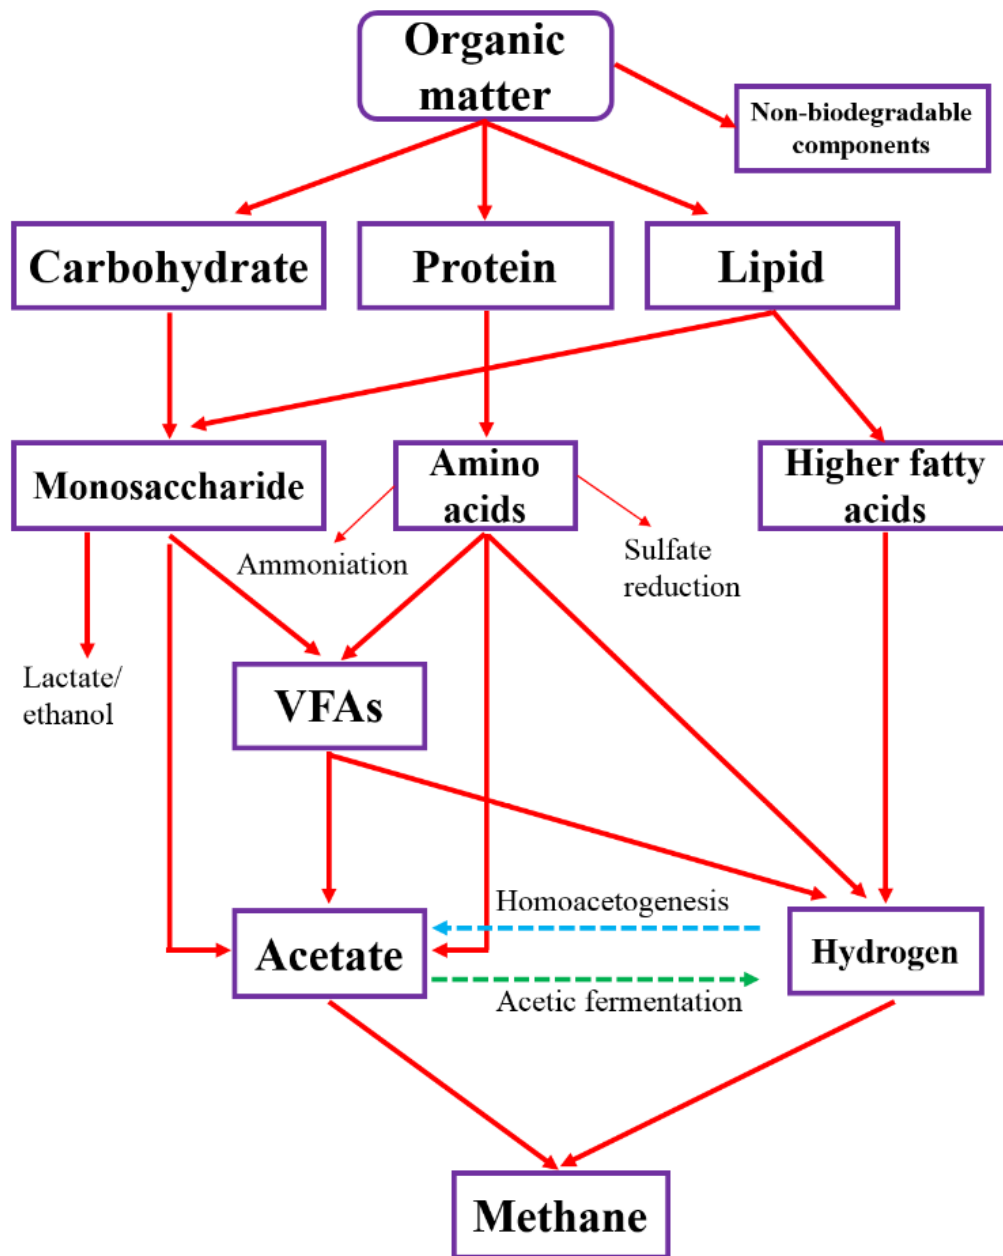 Organic
matter
Non-biodegradable
components
Carbohydrate
Protein
Lipid
Monosaccharide
Amino
acids
Higher fatty
acids
Ammoniation
Sulfate
reduction
Lactate/
ethanol
VFAs
Homoacetogenesis
Acetate
Hydrogen
Acetic fermentation
Methane